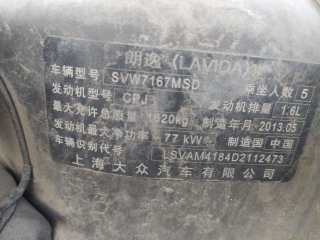 朗逸 (LAVIDA) 牌
车辆型号 SVW7167MSD 乘坐人数 5
发动机型号 CPJ 发动机排量 1.6L
最大允许总质量 1820kg 制造年月 2013.05
发动机最大净功率 77 kW 制造国 中国
车辆识别代号 LSVAM4184D2112473
上海大众汽车有限公司